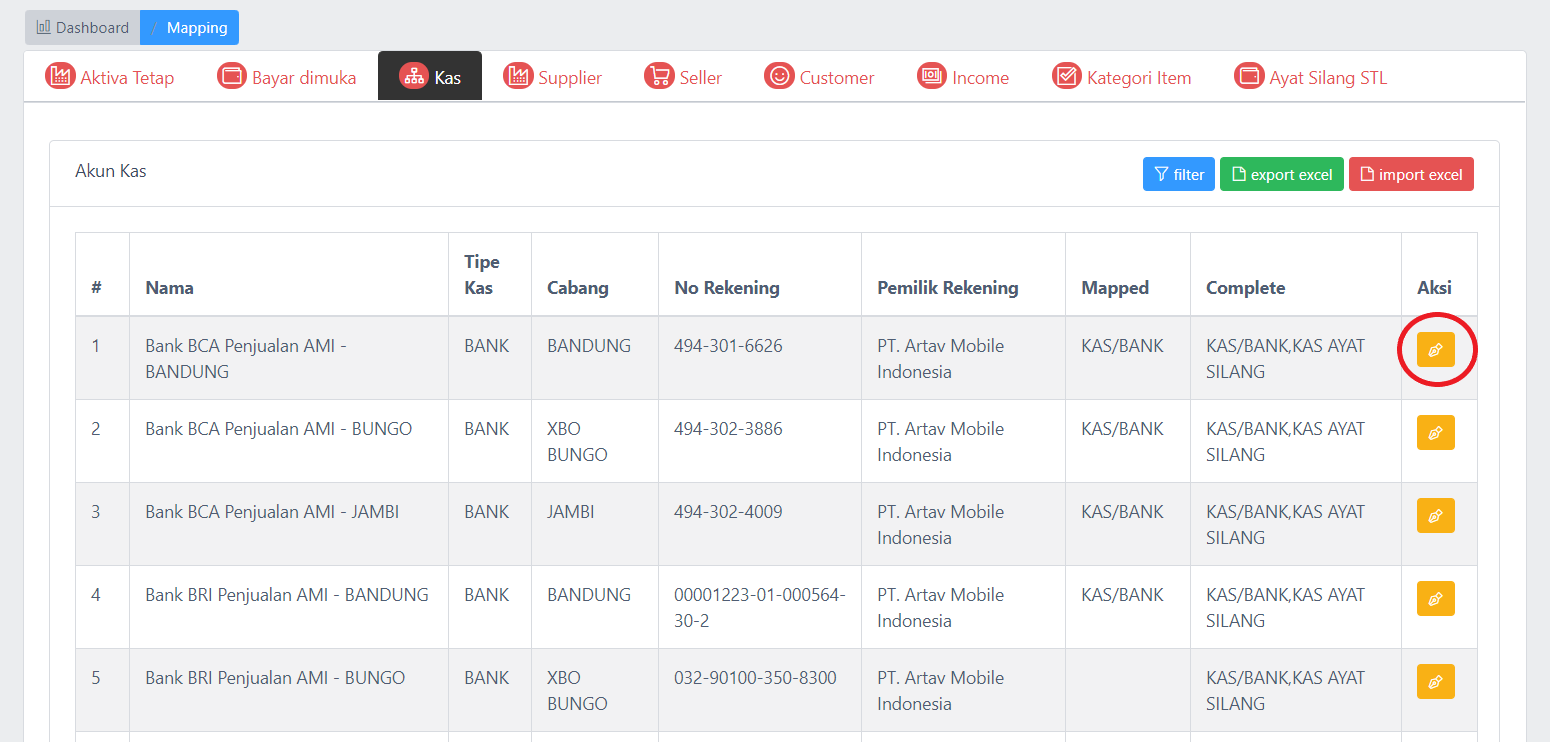 Dashboard / Mapping
Aktiva Tetap Bayar dimuka Kas Supplier Seller Customer Income Kategori Item Ayat Silang STL
Akun Kas filter export excel import excel
# Nama Tipe Kas Cabang No Rekening Pemilik Rekening Mapped Complete Aksi
1 Bank BCA Penjualan AMI - BANDUNG BANK BANDUNG 494-301-6626 PT. Artav Mobile Indonesia KAS/BANK KAS/BANK,KAS AYAT SILANG
2 Bank BCA Penjualan AMI - BUNGO BANK XBO BUNGO 494-302-3886 PT. Artav Mobile Indonesia KAS/BANK KAS/BANK,KAS AYAT SILANG
3 Bank BCA Penjualan AMI - JAMBI BANK JAMBI 494-302-4009 PT. Artav Mobile Indonesia KAS/BANK KAS/BANK,KAS AYAT SILANG
4 Bank BRI Penjualan AMI - BANDUNG BANK BANDUNG 00001223-01-000564-30-2 PT. Artav Mobile Indonesia KAS/BANK KAS/BANK,KAS AYAT SILANG
5 Bank BRI Penjualan AMI - BUNGO BANK XBO BUNGO 032-90100-350-8300 PT. Artav Mobile Indonesia KAS/BANK,KAS AYAT SILANG